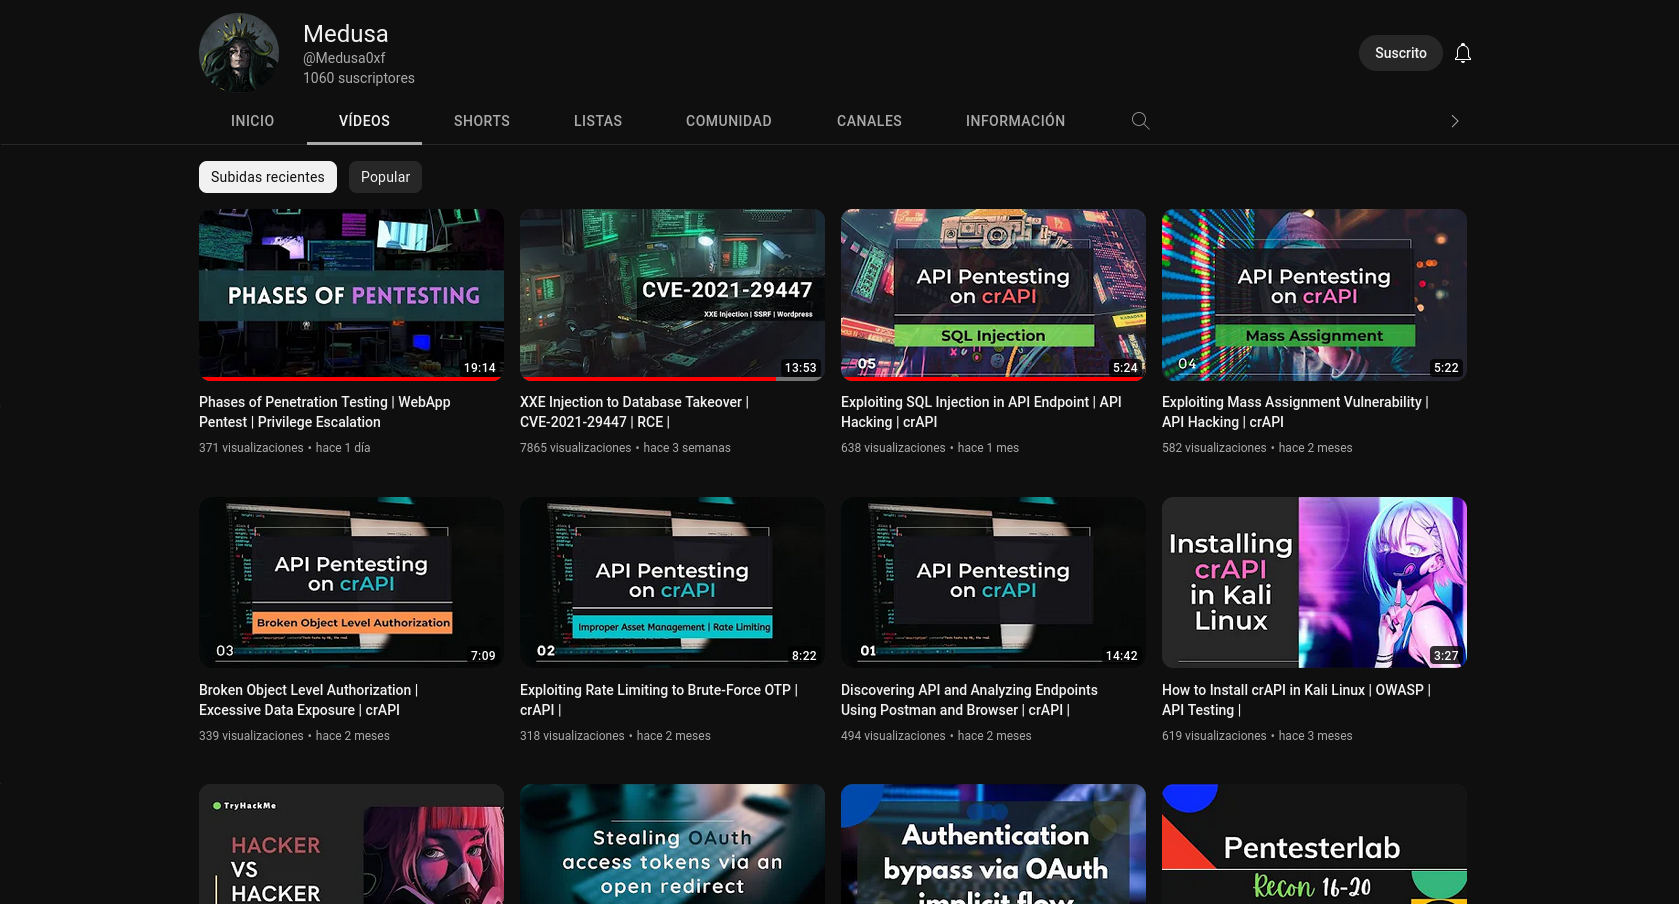 Medusa
@Medusa0xf
1060 suscriptores
Suscrito
INICIO
VÍDEOS
SHORTS
LISTAS
COMUNIDAD
CANALES
INFORMACIÓN
Subidas recientes
Popular
PHASES OF PENTESTING
19:14
CVE-2021-29447
XXE Injection | SSRF | Wordpress
13:53
API Pentesting
on crAPI
SQL Injection
05
5:24
API Pentesting
on crAPI
Mass Assignment
04
5:22
Phases of Penetration Testing | WebApp
Pentest | Privilege Escalation
371 visualizaciones • hace 1 día
XXE Injection to Database Takeover |
CVE-2021-29447 | RCE |
7865 visualizaciones • hace 3 semanas
Exploiting SQL Injection in API Endpoint | API
Hacking | crAPI
638 visualizaciones • hace 1 mes
Exploiting Mass Assignment Vulnerability |
API Hacking | crAPI
582 visualizaciones • hace 2 meses
API Pentesting
on crAPI
Broken Object Level Authorization
03
7:09
API Pentesting
on crAPI
Improper Asset Management | Rate Limiting
02
8:22
API Pentesting
on crAPI
01
14:42
Installing
crAPI
in Kali
Linux
3:27
Broken Object Level Authorization |
Excessive Data Exposure | crAPI
339 visualizaciones • hace 2 meses
Exploiting Rate Limiting to Brute-Force OTP |
crAPI |
318 visualizaciones • hace 2 meses
Discovering API and Analyzing Endpoints
Using Postman and Browser | crAPI |
494 visualizaciones • hace 2 meses
How to Install crAPI in Kali Linux | OWASP |
API Testing |
619 visualizaciones • hace 3 meses
TryHackMe
HACKER
VS
HACKER
Stealing OAuth
access tokens via an
open redirect
Authentication
bypass via OAuth
implicit flow
Pentesterlab
Recon 16-20